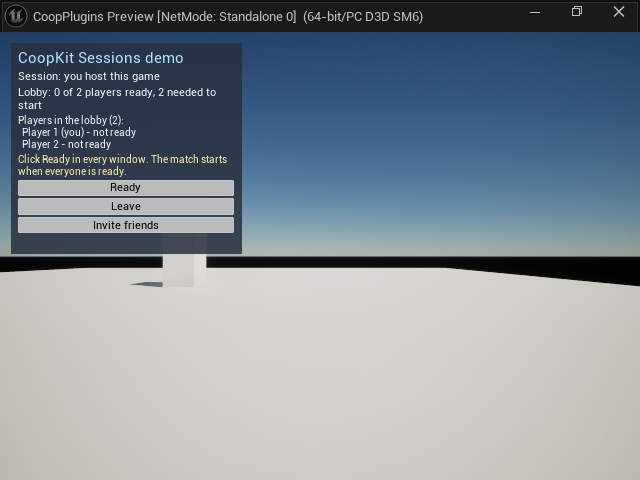 CoopPlugins Preview [NetMode: Standalone 0]  (64-bit/PC D3D SM6)
CoopKit Sessions demo
Session: you host this game
Lobby: 0 of 2 players ready, 2 needed to
start
Players in the lobby (2):
Player 1 (you) - not ready
Player 2 - not ready
Click Ready in every window. The match starts
when everyone is ready.
Ready
Leave
Invite friends